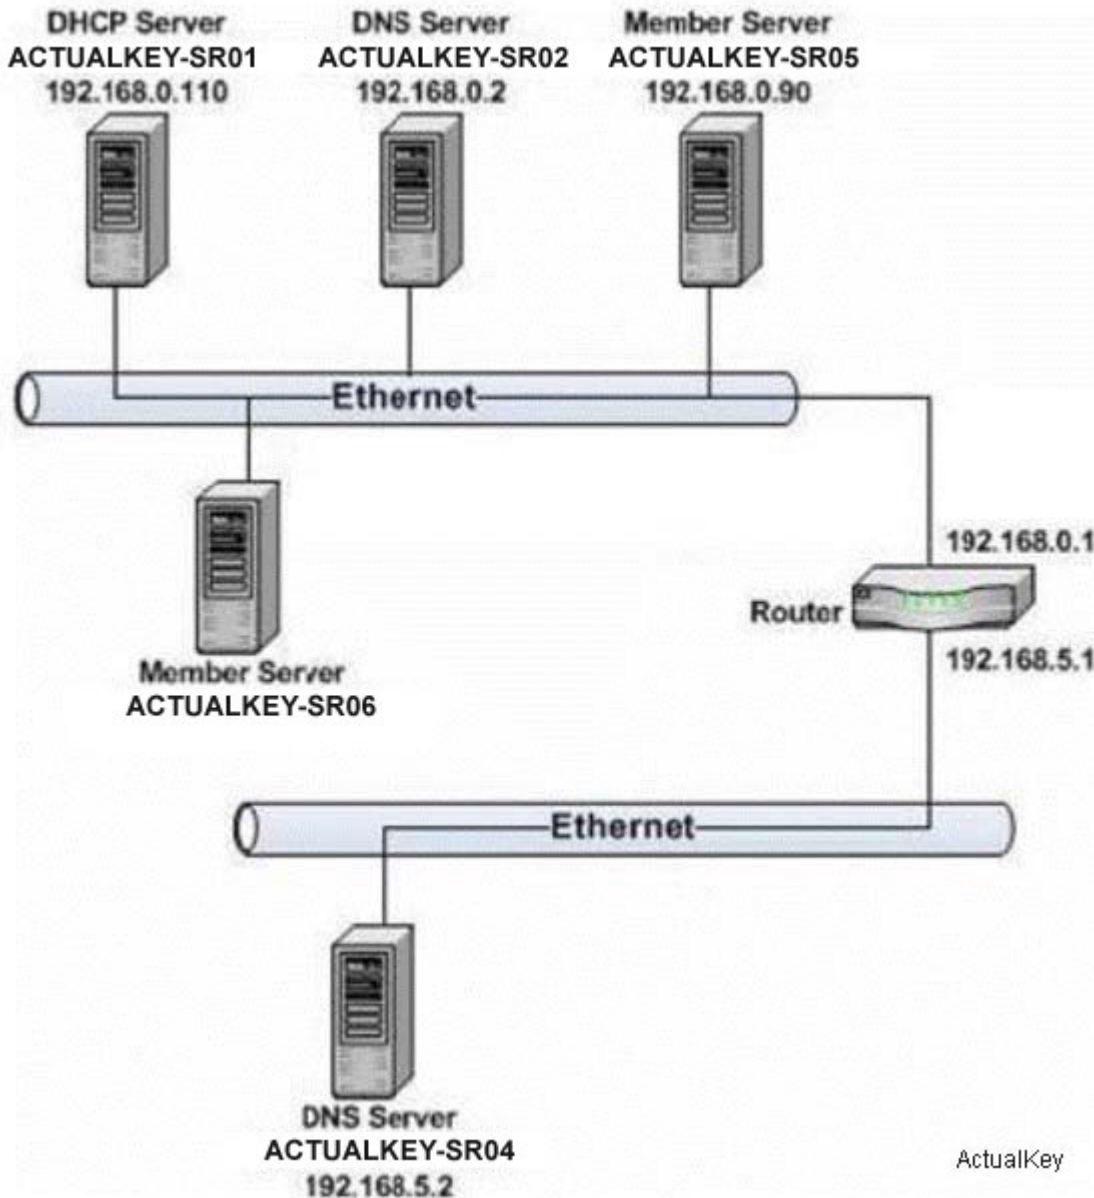 DHCP Server
ACTUALKEY-SR01
192.168.0.110
DNS Server
ACTUALKEY-SR02
192.168.0.2
Member Server
ACTUALKEY-SR05
192.168.0.90
Ethernet
Member Server
ACTUALKEY-SR06
192.168.0.1
Router
192.168.5.1
Ethernet
DNS Server
ACTUALKEY-SR04
192.168.5.2
ActualKey